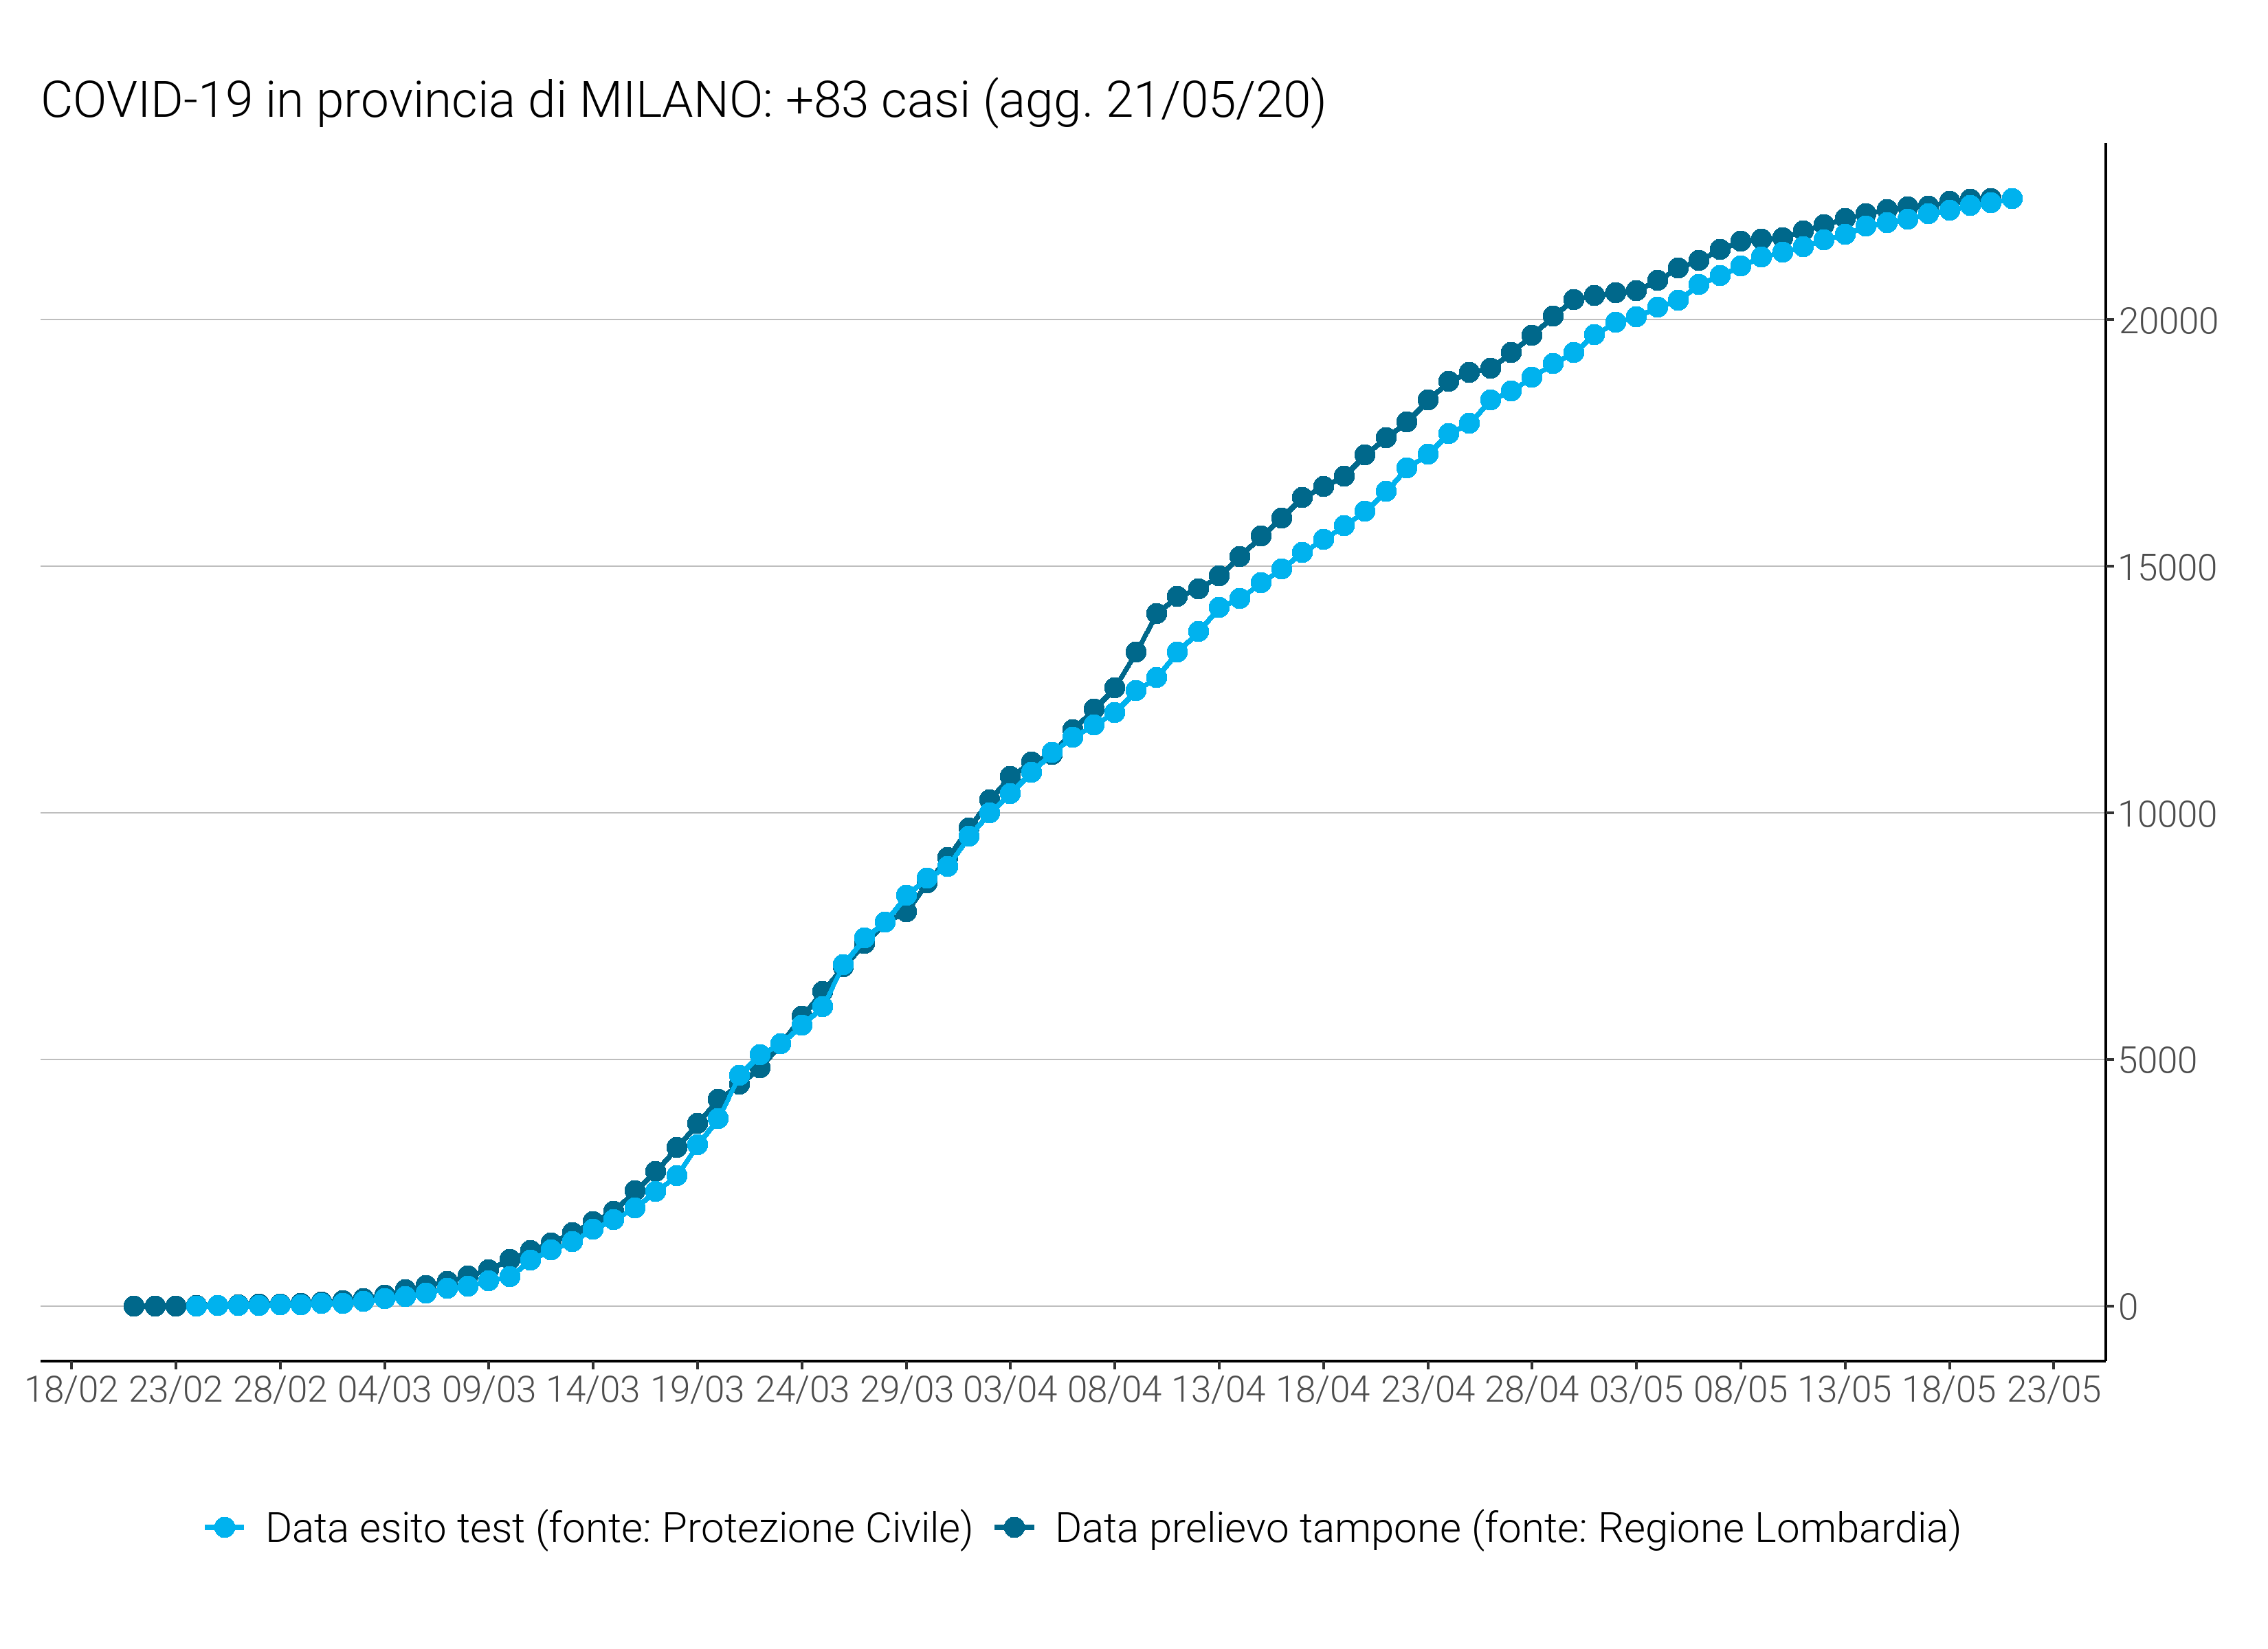 COVID-19 in provincia di MILANO: +83 casi (agg. 21/05/20)
20000
15000
10000
5000
0
18/02 23/02 28/02 04/03 09/03 14/03 19/03 24/03 29/03 03/04 08/04 13/04 18/04 23/04 28/04 03/05 08/05 13/05 18/05 23/05
Data esito test (fonte: Protezione Civile) Data prelievo tampone (fonte: Regione Lombardia)